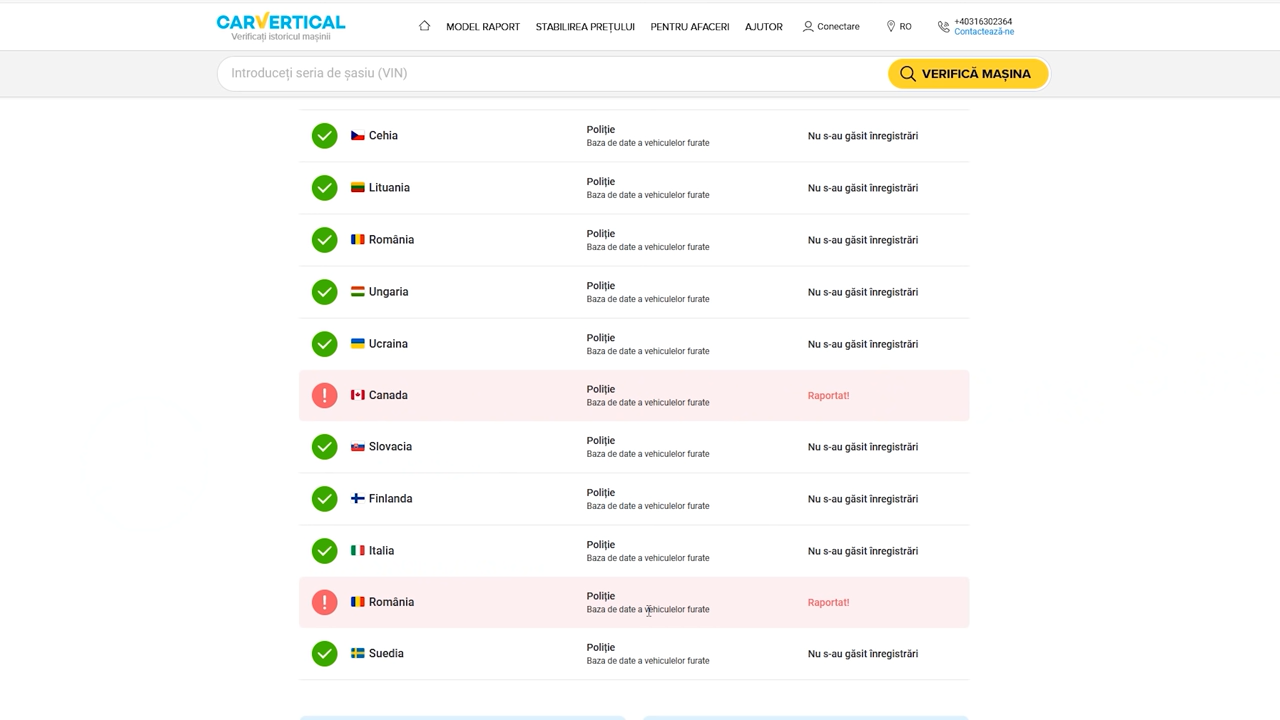 CARVERTICAL
Verificați istoricul mașinii
MODEL RAPORT
STABILIREA PREȚULUI
PENTRU AFACERI
AJUTOR
Conectare
RO
+40316302364
Contactează-ne
Introduceți seria de șasiu (VIN)
VERIFICĂ MAȘINA
Cehia
Poliție
Baza de date a vehiculelor furate
Nu s-au găsit înregistrări
Lituania
Poliție
Baza de date a vehiculelor furate
Nu s-au găsit înregistrări
România
Poliție
Baza de date a vehiculelor furate
Nu s-au găsit înregistrări
Ungaria
Poliție
Baza de date a vehiculelor furate
Nu s-au găsit înregistrări
Ucraina
Poliție
Baza de date a vehiculelor furate
Nu s-au găsit înregistrări
Canada
Poliție
Baza de date a vehiculelor furate
Raportat!
Slovacia
Poliție
Baza de date a vehiculelor furate
Nu s-au găsit înregistrări
Finlanda
Poliție
Baza de date a vehiculelor furate
Nu s-au găsit înregistrări
Italia
Poliție
Baza de date a vehiculelor furate
Nu s-au găsit înregistrări
România
Poliție
Baza de date a vehiculelor furate
Raportat!
Suedia
Poliție
Baza de date a vehiculelor furate
Nu s-au găsit înregistrări